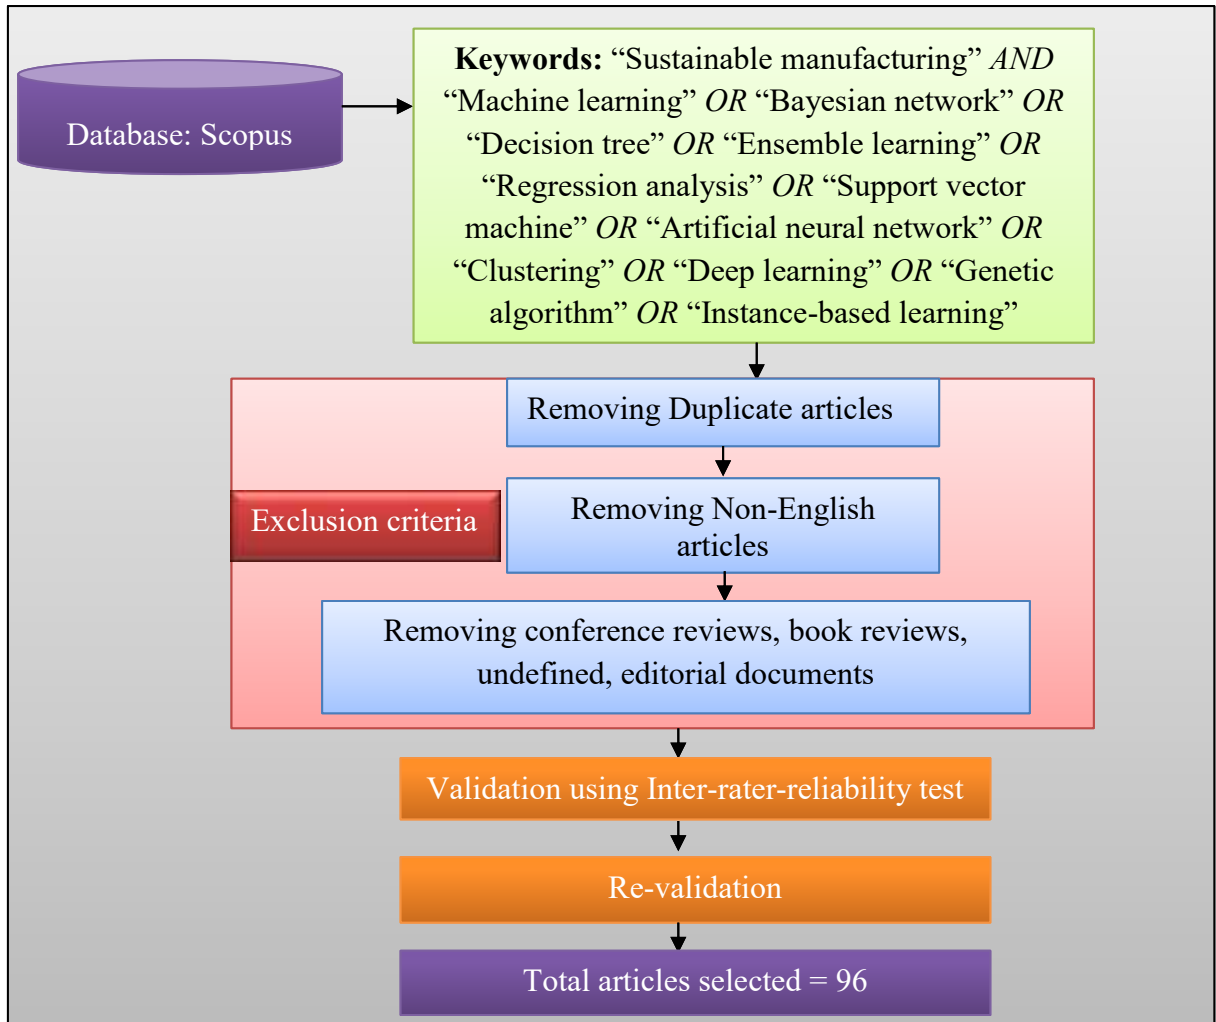 Database: Scopus
Keywords: “Sustainable manufacturing” AND
“Machine learning” OR “Bayesian network” OR
“Decision tree” OR “Ensemble learning” OR
“Regression analysis” OR “Support vector
machine” OR “Artificial neural network” OR
“Clustering” OR “Deep learning” OR “Genetic
algorithm” OR “Instance-based learning”
Removing Duplicate articles
Exclusion criteria
Removing Non-English
articles
Removing conference reviews, book reviews,
undefined, editorial documents
Validation using Inter-rater-reliability test
Re-validation
Total articles selected = 96